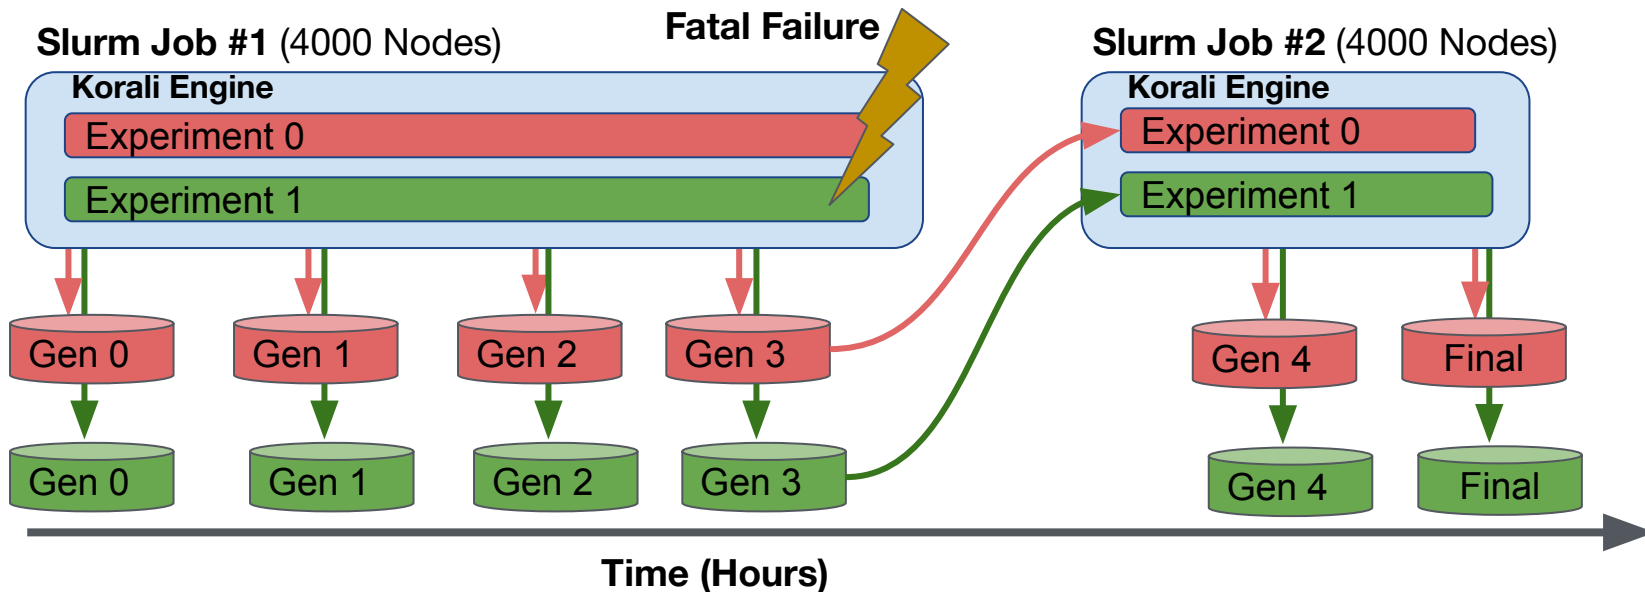 Fatal Failure
Slurm Job #1 (4000 Nodes)
Korali Engine
Experiment 0
Experiment 1
Slurm Job #2 (4000 Nodes)
Korali Engine
Experiment 0
Experiment 1
Gen 0
Gen 1
Gen 2
Gen 3
Gen 4
Final
Gen 0
Gen 1
Gen 2
Gen 3
Gen 4
Final
Time (Hours)